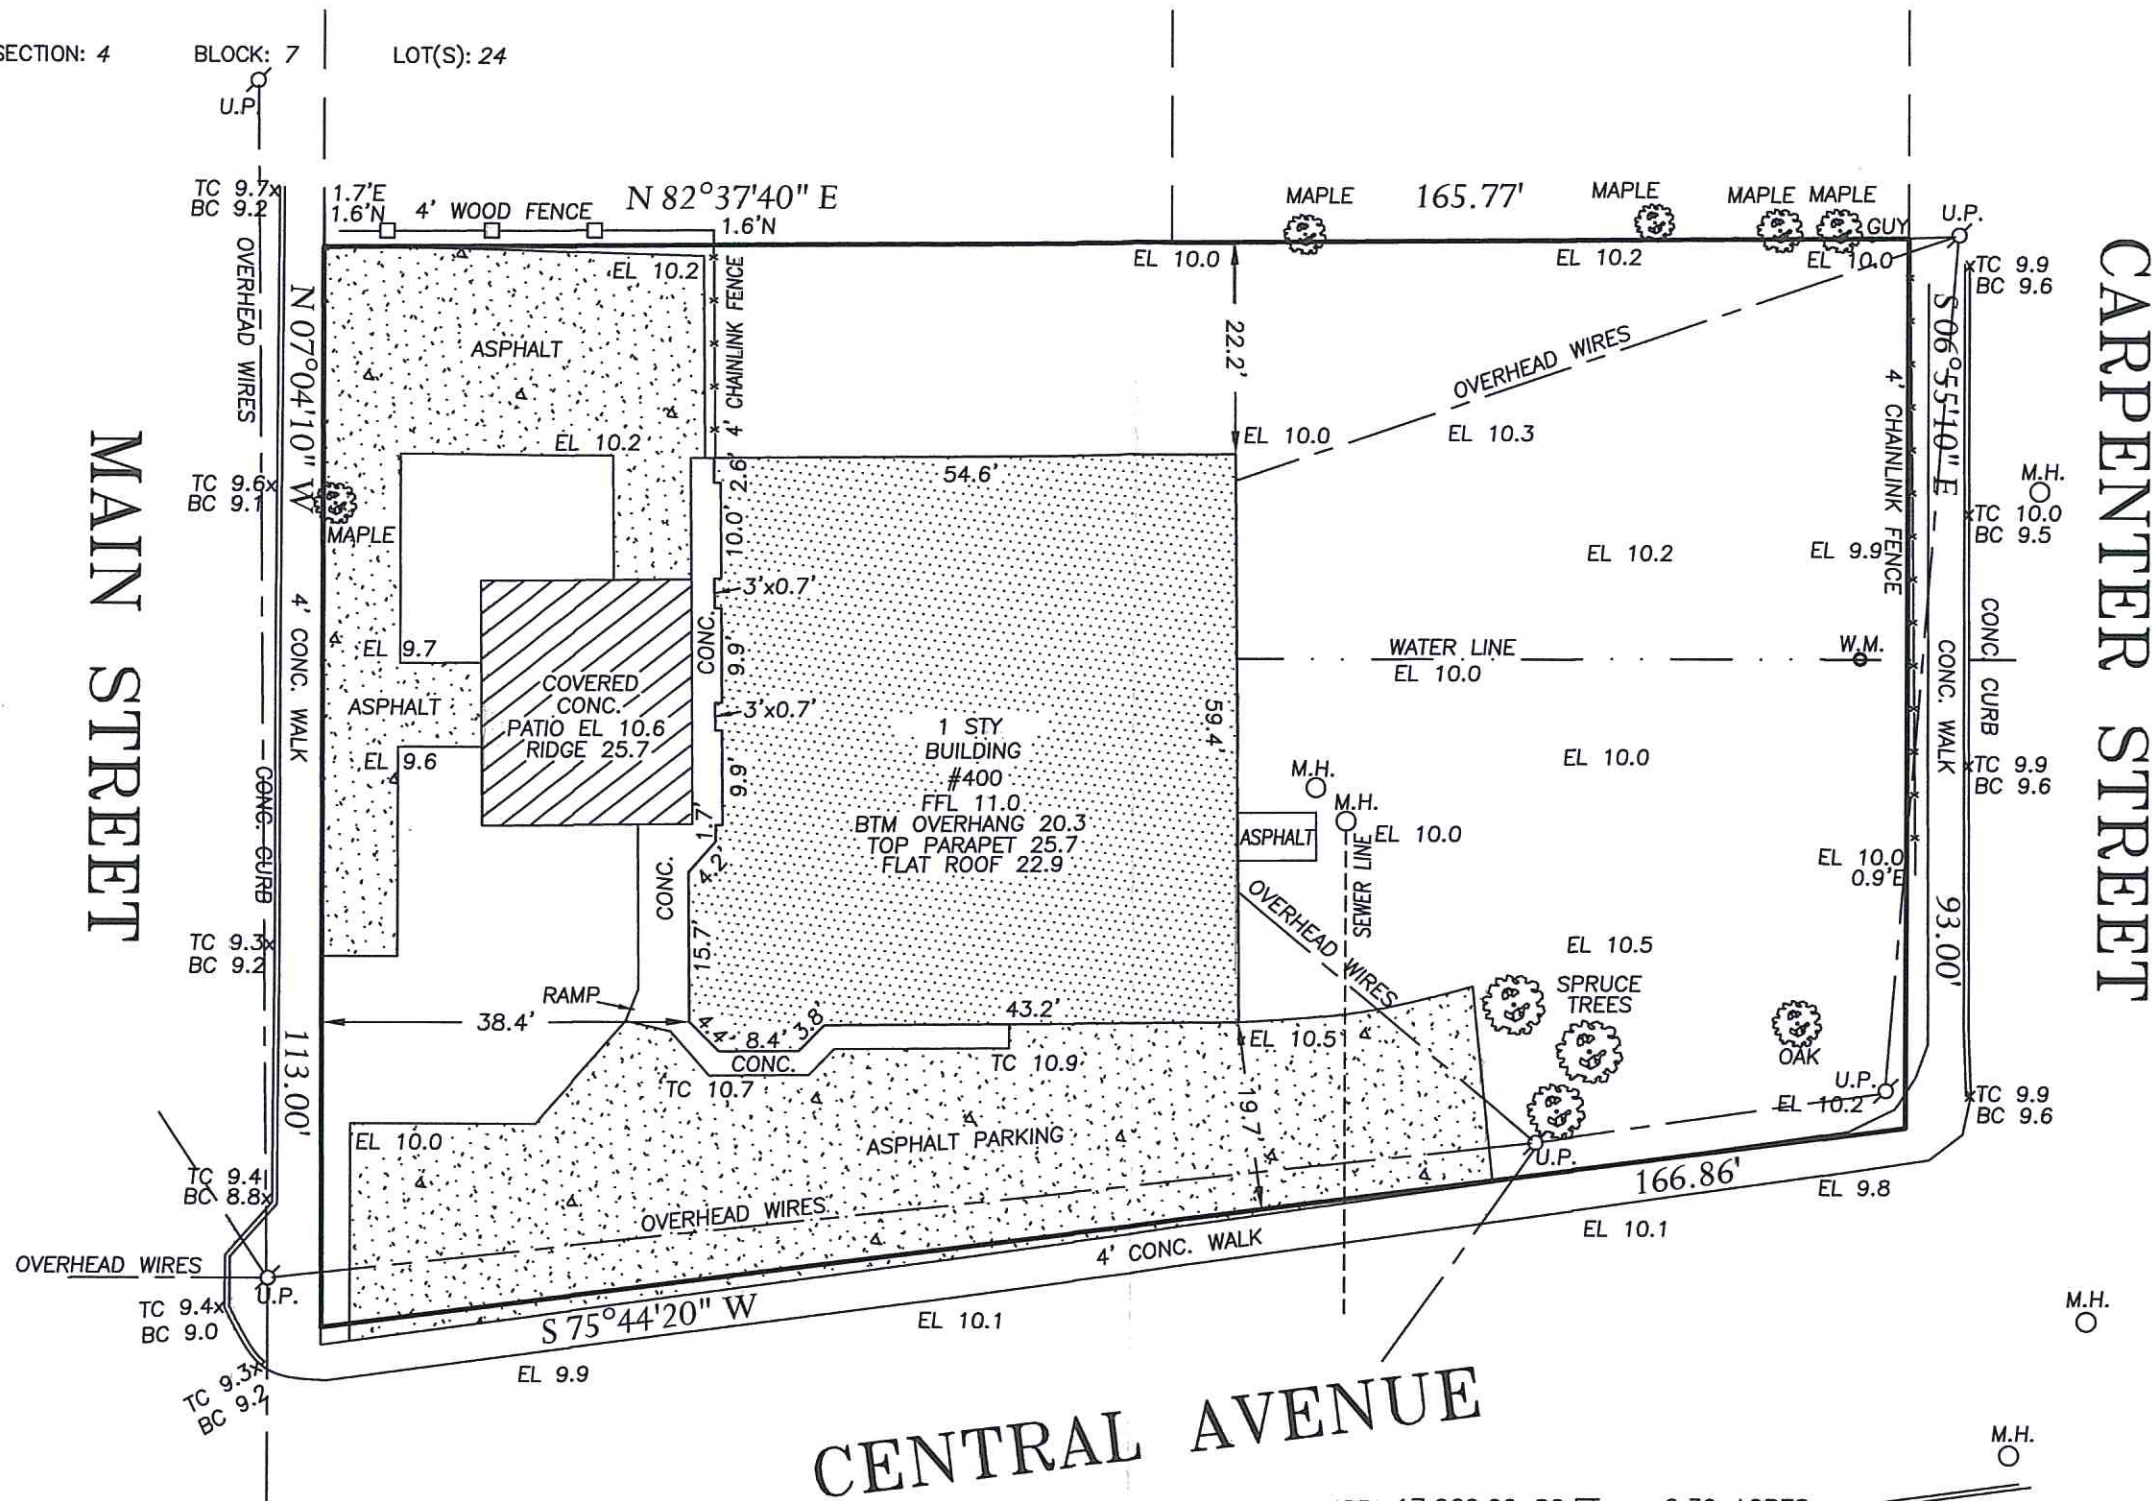 SECTION: 4 BLOCK: 7 LOT(S): 24
U.P.
TC 9.7x
BC 9.2
1.7'E
1.6'N
4' WOOD FENCE
N 82°37'40" E
1.6'N
MAPLE
165.77'
MAPLE
MAPLE
MAPLE
GUY
U.P.
OVERHEAD WIRES
EL 10.2
EL 10.0
EL 10.2
EL 10.0
TC 9.9
BC 9.6
N 07°04'10" W
ASPHALT
4' CHAINLINK FENCE
22.2'
OVERHEAD WIRES
S 06°55'10" E
CARPENTER STREET
EL 10.2
EL 10.0
EL 10.3
4' CHAINLINK FENCE
MAIN STREET
TC 9.6x
BC 9.1
MAPLE
2.6'
54.6'
M.H.
TC 10.0
BC 9.5
10.0'
3'x0.7'
EL 10.2
EL 9.9
4' CONC. WALK
EL 9.7
CONC.
9.9'
WATER LINE
EL 10.0
W.M.
CONC. WALK
CONC. CURB
ASPHALT
COVERED
CONC.
PATIO EL 10.6
RIDGE 25.7
3'x0.7'
59.4'
EL 9.6
9.9'
1 STY
BUILDING
#400
FFL 11.0
BTM OVERHANG 20.3
TOP PARAPET 25.7
FLAT ROOF 22.9
EL 10.0
TC 9.9
BC 9.6
CONC. CURB
1.7'
4.2'
M.H.
M.H.
ASPHALT
EL 10.0
SEWER LINE
EL 10.0
0.9'E
CONC.
15.7'
OVERHEAD WIRES
93.00'
TC 9.3x
BC 9.2
EL 10.5
SPRUCE
TREES
RAMP
38.4'
4.4'
8.4'
3.8'
43.2'
CONC.
EL 10.5
OAK
113.00'
TC 10.7
TC 10.9
U.P.
EL 10.2
TC 9.9
BC 9.6
19.7'
EL 10.0
ASPHALT PARKING
U.P.
TC 9.4
BC 8.8x
166.86'
EL 9.8
OVERHEAD WIRES
EL 10.1
4' CONC. WALK
OVERHEAD WIRES
U.P.
TC 9.4x
BC 9.0
S 75°44'20" W
EL 10.1
M.H.
TC 9.3x
BC 9.2
EL 9.9
CENTRAL AVENUE
M.H.